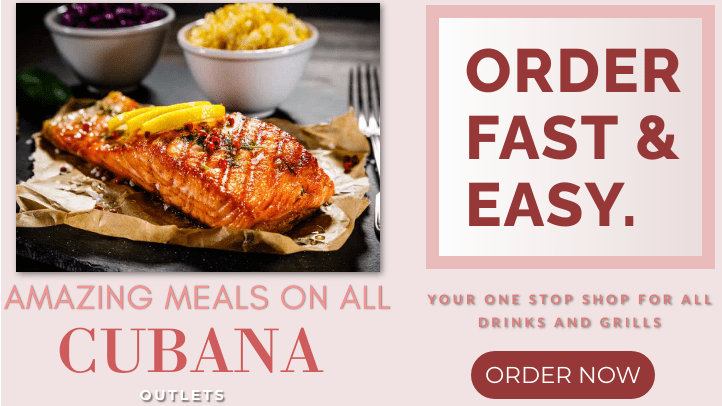 AMAZING MEALS ON ALL
CUBANA
OUTLETS
ORDER
FAST &
EASY.
YOUR ONE STOP SHOP FOR ALL
DRINKS AND GRILLS
ORDER NOW